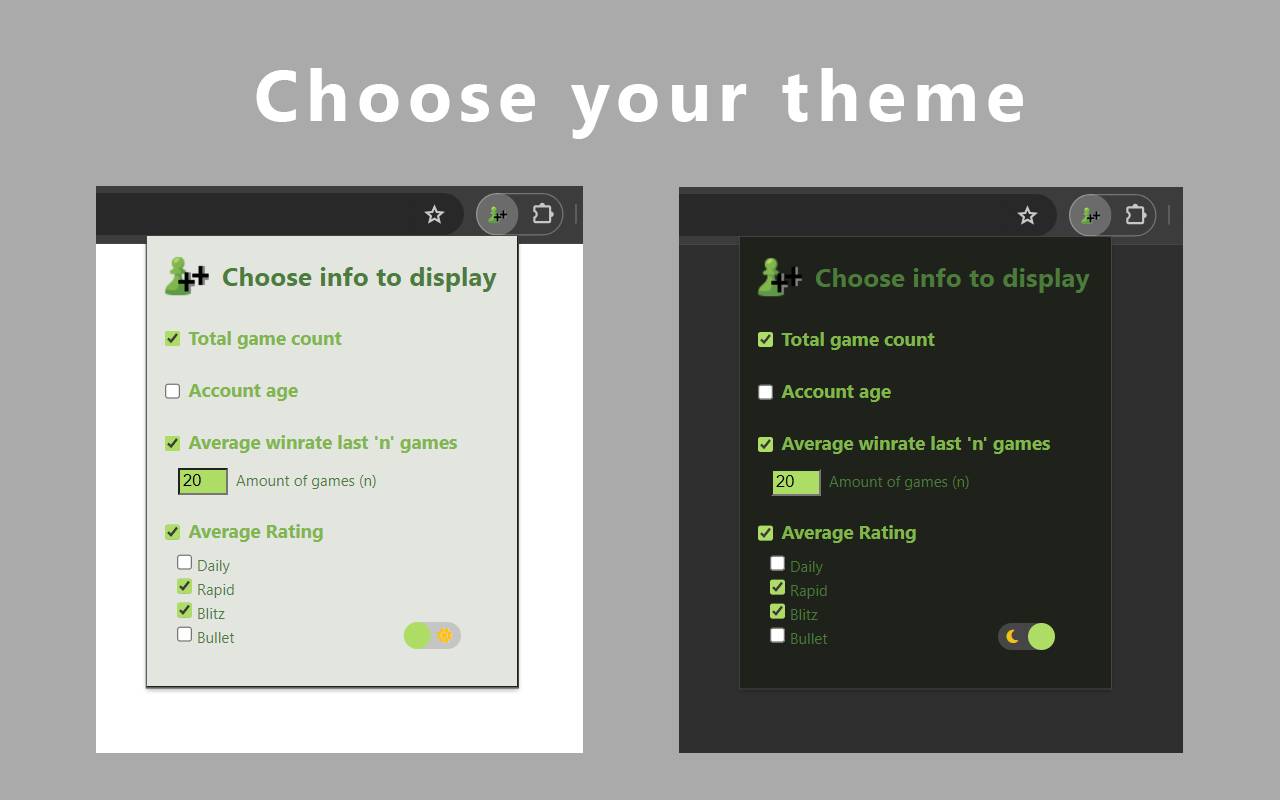 Choose your theme
Choose info to display
Total game count
Account age
Average winrate last 'n' games
20 Amount of games (n)
Average Rating
Daily
Rapid
Blitz
Bullet
Choose info to display
Total game count
Account age
Average winrate last 'n' games
20 Amount of games (n)
Average Rating
Daily
Rapid
Blitz
Bullet